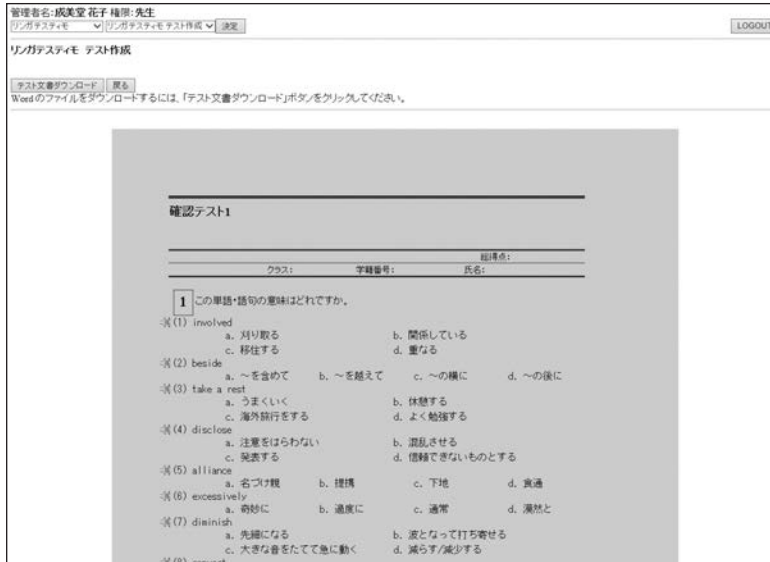 管理者名:成美堂 花子 権限:先生
リンガテスティモ リンガテスティモ テスト作成 決定 LOGOUT
リンガテスティモ テスト作成
テスト文書ダウンロード 戻る
Wordのファイルをダウンロードするには、「テスト文書ダウンロード」ボタンをクリックしてください。
確認テスト1
総得点:
クラス: 学籍番号: 氏名:
1 この単語・語句の意味はどれですか。
(1) involved
a. 刈り取る b. 関係している
c. 移住する d. 重なる
(2) beside
a. ～を含めて b. ～を越えて c. ～の横に d. ～の後に
(3) take a rest
a. うまくいく b. 休憩する
c. 海外旅行をする d. よく勉強する
(4) disclose
a. 注意をはらわない b. 混乱させる
c. 発表する d. 信頼できないものとする
(5) alliance
a. 名づけ親 b. 提携 c. 下地 d. 食通
(6) excessively
a. 奇妙に b. 過度に c. 通常 d. 漠然と
(7) diminish
a. 先細になる b. 波となって打ち寄せる
c. 大きな音をたてて急に動く d. 減らす/減少する